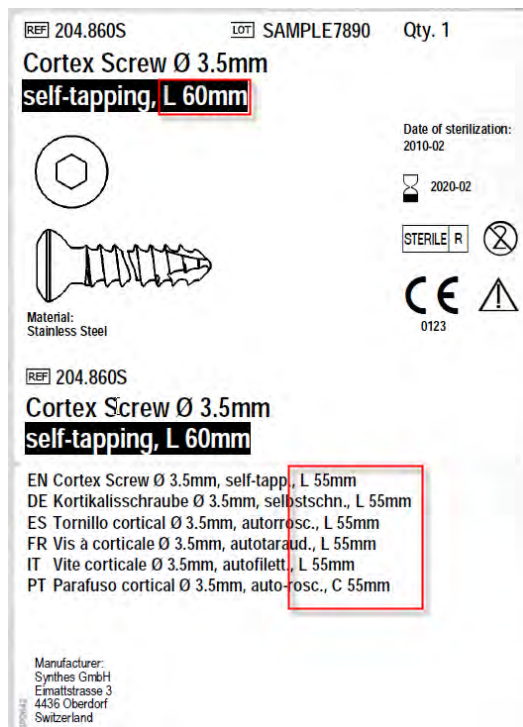 REF 204.860S LOT SAMPLE7890 Qty. 1
Cortex Screw Ø 3.5mm
self-tapping, L 60mm
Date of sterilization:
2010-02
2020-02
STERILE R
2
CE
0123
Material:
Stainless Steel
REF 204.860S
Cortex Screw Ø 3.5mm
self-tapping, L 60mm
EN Cortex Screw Ø 3.5mm, self-tapp., L 55mm
DE Kortikalisschraube Ø 3.5mm, selbstschn., L 55mm
ES Tornillo cortical Ø 3.5mm, autorrosc., L 55mm
FR Vis à corticale Ø 3.5mm, autotaraud., L 55mm
IT Vite corticale Ø 3.5mm, autofilett., L 55mm
PT Parafuso cortical Ø 3.5mm, auto-rosc., C 55mm
Manufacturer:
Synthes GmbH
Eimattstrasse 3
4436 Oberdorf
Switzerland